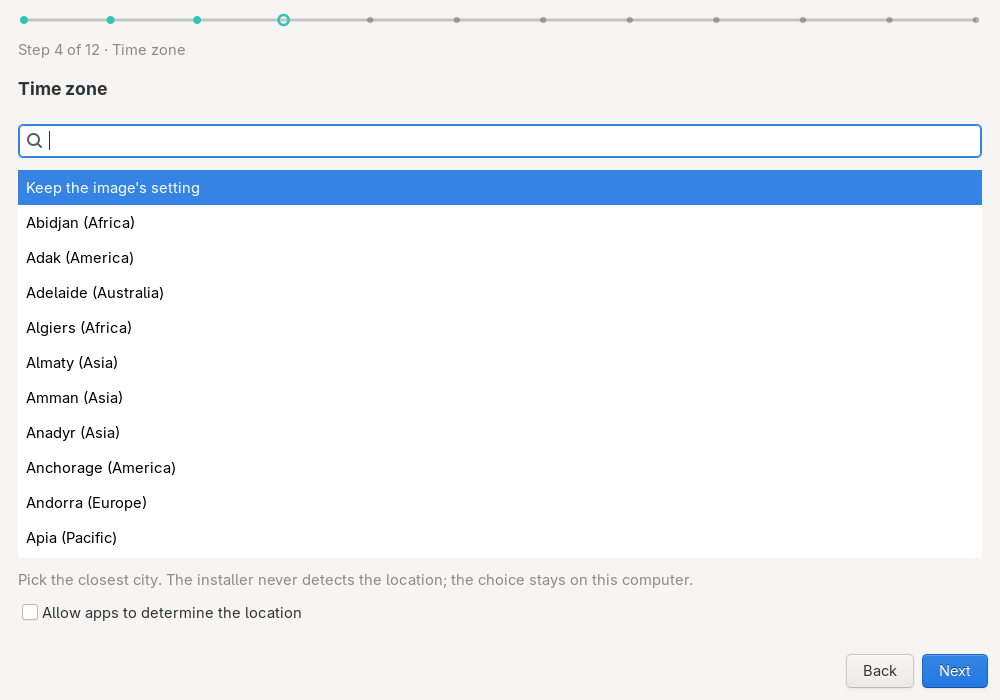 Step 4 of 12 · Time zone
Time zone
Keep the image's setting
Abidjan (Africa)
Adak (America)
Adelaide (Australia)
Algiers (Africa)
Almaty (Asia)
Amman (Asia)
Anadyr (Asia)
Anchorage (America)
Andorra (Europe)
Apia (Pacific)
Pick the closest city. The installer never detects the location; the choice stays on this computer.
Allow apps to determine the location
Back
Next